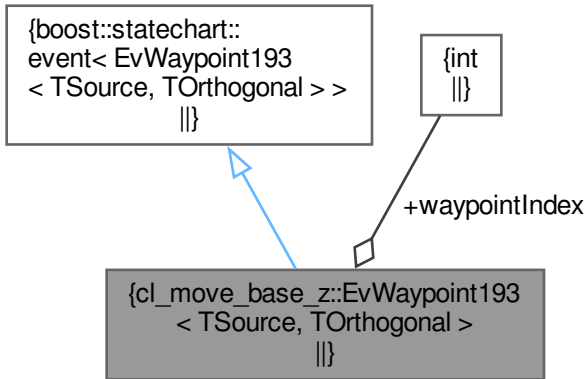 {boost::statechart::
event< EvWaypoint193
< TSource, TOrthogonal > >
||}
{int
||}
+waypointIndex
{cl_move_base_z::EvWaypoint193
< TSource, TOrthogonal >
||}